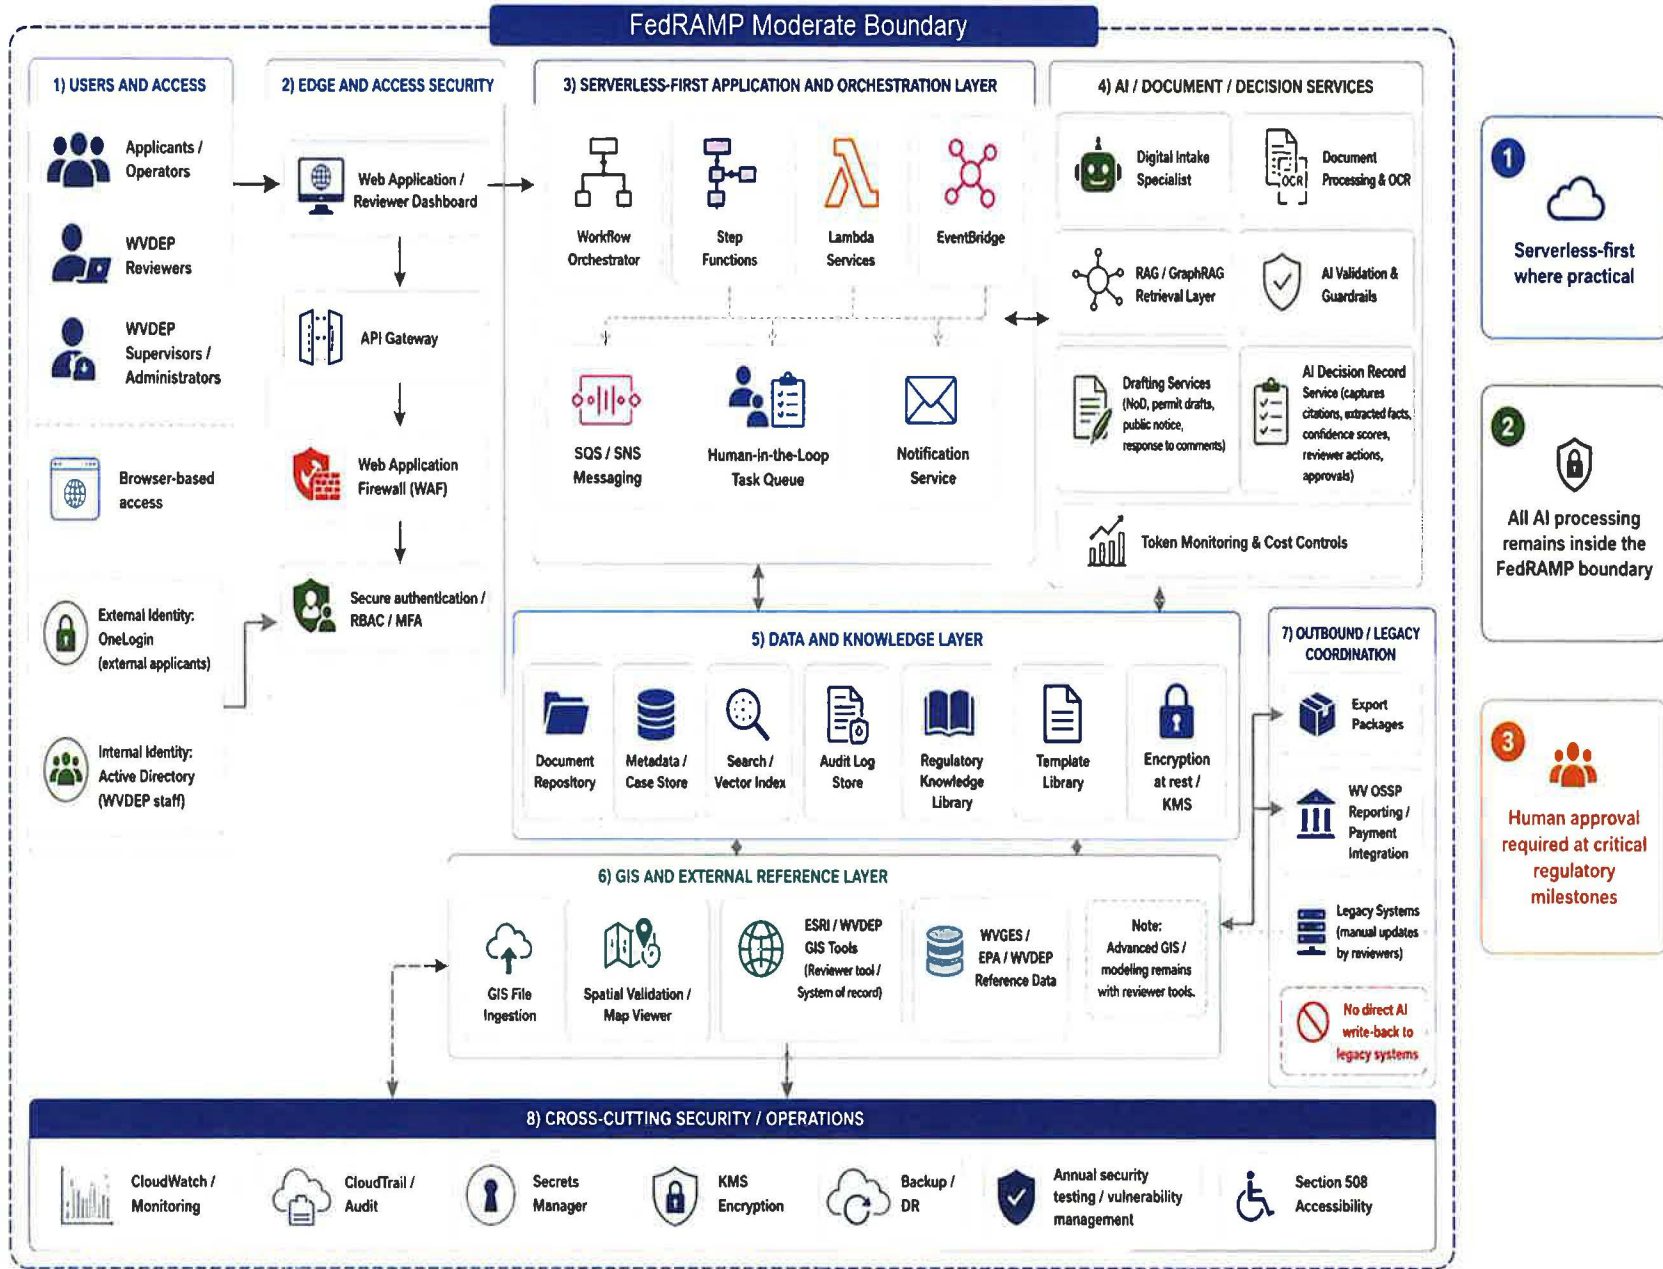 FedRAMP Moderate Boundary
1) USERS AND ACCESS
Applicants /
Operators
WVDEP
Reviewers
WVDEP
Supervisors /
Administrators
Browser-based
access
External Identity:
OneLogin
(external applicants)
Internal Identity:
Active Directory
(WVDEP staff)
2) EDGE AND ACCESS SECURITY
Web Application /
Reviewer Dashboard
API Gateway
Web Application
Firewall (WAF)
Secure authentication /
RBAC / MFA
3) SERVERLESS-FIRST APPLICATION AND ORCHESTRATION LAYER
Workflow
Orchestrator
Step
Functions
Lambda
Services
EventBridge
SQS / SNS
Messaging
Human-in-the-Loop
Task Queue
Notification
Service
4) AI / DOCUMENT / DECISION SERVICES
Digital Intake
Specialist
OCR
Document
Processing & OCR
RAG / GraphRAG
Retrieval Layer
AI Validation &
Guardrails
Drafting Services
(NoD, permit drafts,
public notice,
response to comments)
AI Decision Record
Service (captures
citations, extracted facts,
confidence scores,
reviewer actions,
approvals)
Token Monitoring & Cost Controls
5) DATA AND KNOWLEDGE LAYER
Document
Repository
Metadata /
Case Store
Search /
Vector Index
Audit Log
Store
Regulatory
Knowledge
Library
Template
Library
Encryption
at rest /
KMS
6) GIS AND EXTERNAL REFERENCE LAYER
GIS File
Ingestion
Spatial Validation /
Map Viewer
ESRI / WVDEP
GIS Tools
(Reviewer tool /
System of record)
WVGES /
EPA / WVDEP
Reference Data
Note:
Advanced GIS /
modeling remains
with reviewer tools.
7) OUTBOUND / LEGACY
COORDINATION
Export
Packages
WV OSSP
Reporting /
Payment
Integration
Legacy Systems
(manual updates
by reviewers)
No direct AI
write-back to
legacy systems
8) CROSS-CUTTING SECURITY / OPERATIONS
CloudWatch /
Monitoring
CloudTrail /
Audit
Secrets
Manager
KMS
Encryption
Backup /
DR
Annual security
testing / vulnerability
management
Section 508
Accessibility
1
Serverless-first
where practical
2
All AI processing
remains inside the
FedRAMP boundary
3
Human approval
required at critical
regulatory
milestones